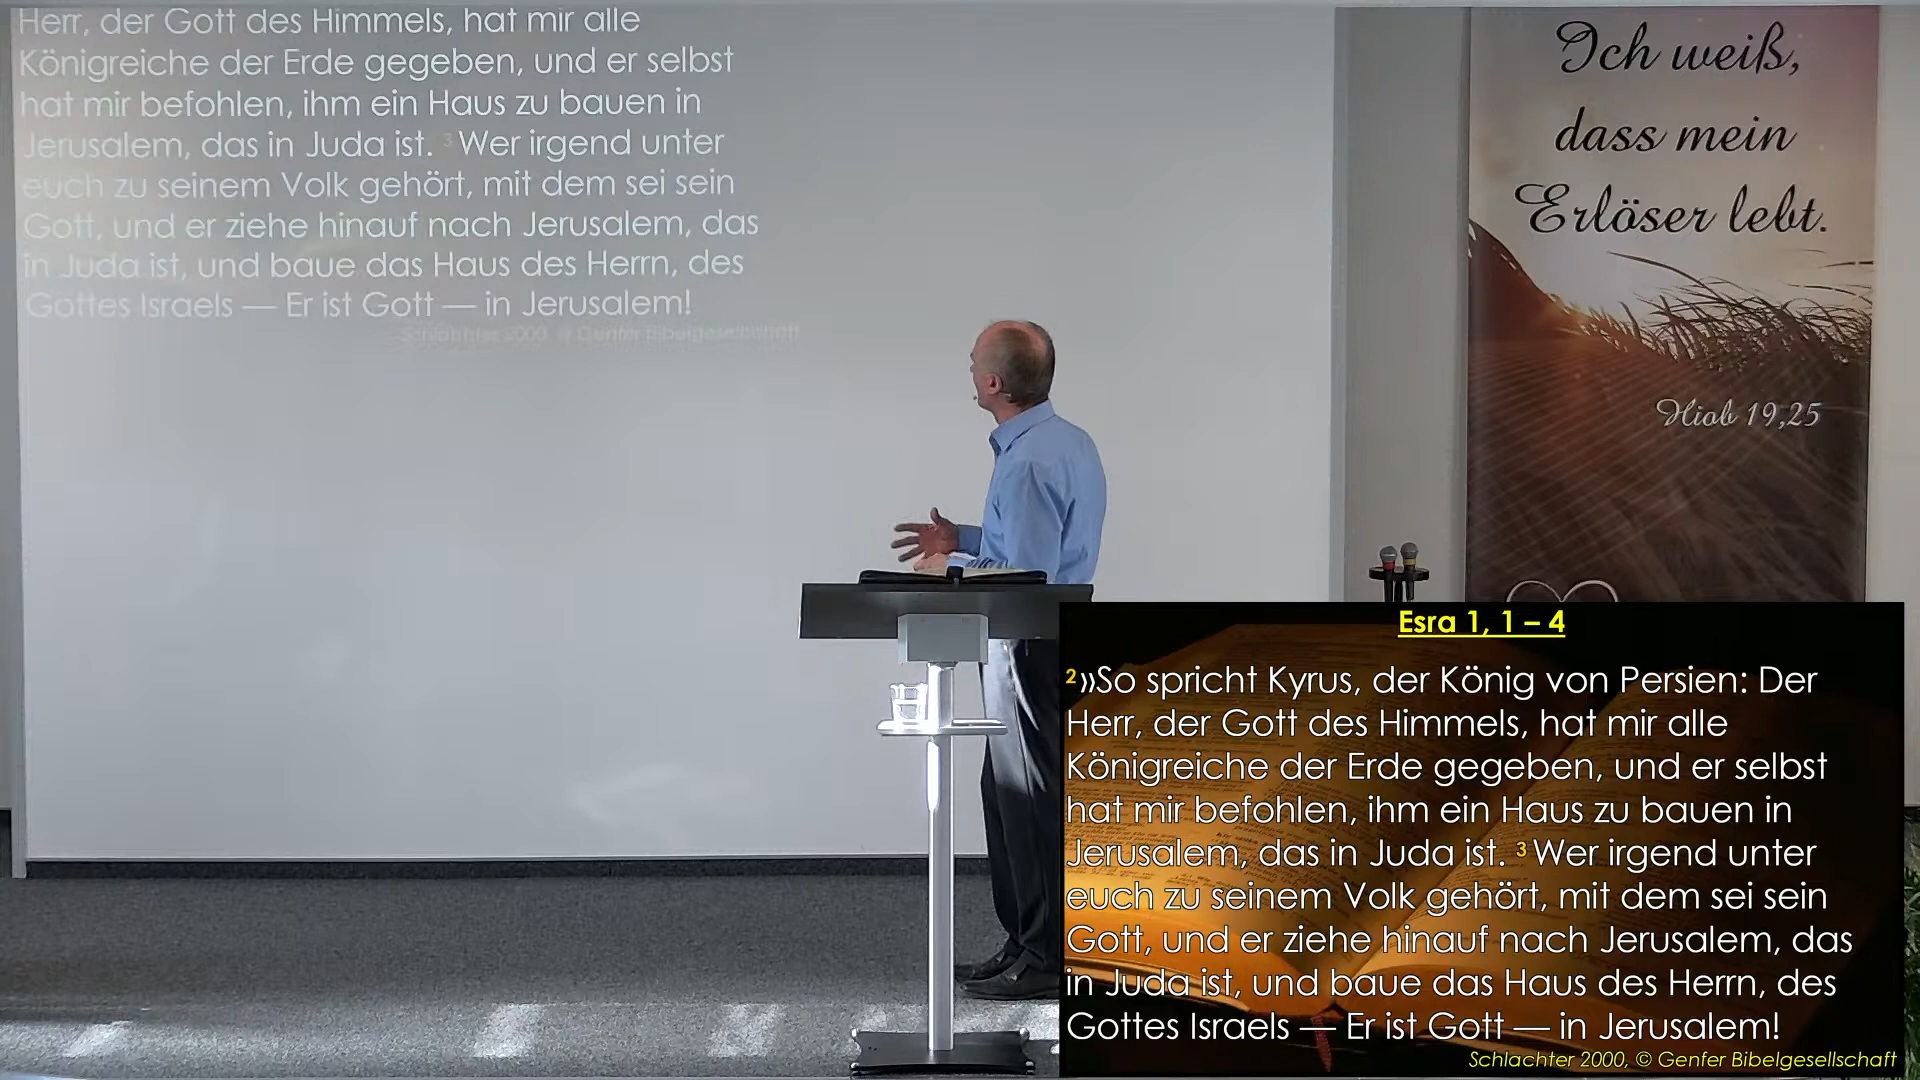 Herr, der Gott des Himmels, hat mir alle
Königreiche der Erde gegeben, und er selbst
hat mir befohlen, ihm ein Haus zu bauen in
Jerusalem, das in Juda ist. ³ Wer irgend unter
euch zu seinem Volk gehört, mit dem sei sein
Gott, und er ziehe hinauf nach Jerusalem, das
in Juda ist, und baue das Haus des Herrn, des
Gottes Israels — Er ist Gott — in Jerusalem!
Schlachter 2000, © Genfer Bibelgesellschaft
Ich weiß,
dass mein
Erlöser lebt.
Hiob 19,25
Esra 1, 1 – 4
²»So spricht Kyrus, der König von Persien: Der
Herr, der Gott des Himmels, hat mir alle
Königreiche der Erde gegeben, und er selbst
hat mir befohlen, ihm ein Haus zu bauen in
Jerusalem, das in Juda ist. ³ Wer irgend unter
euch zu seinem Volk gehört, mit dem sei sein
Gott, und er ziehe hinauf nach Jerusalem, das
in Juda ist, und baue das Haus des Herrn, des
Gottes Israels — Er ist Gott — in Jerusalem!
Schlachter 2000, © Genfer Bibelgesellschaft